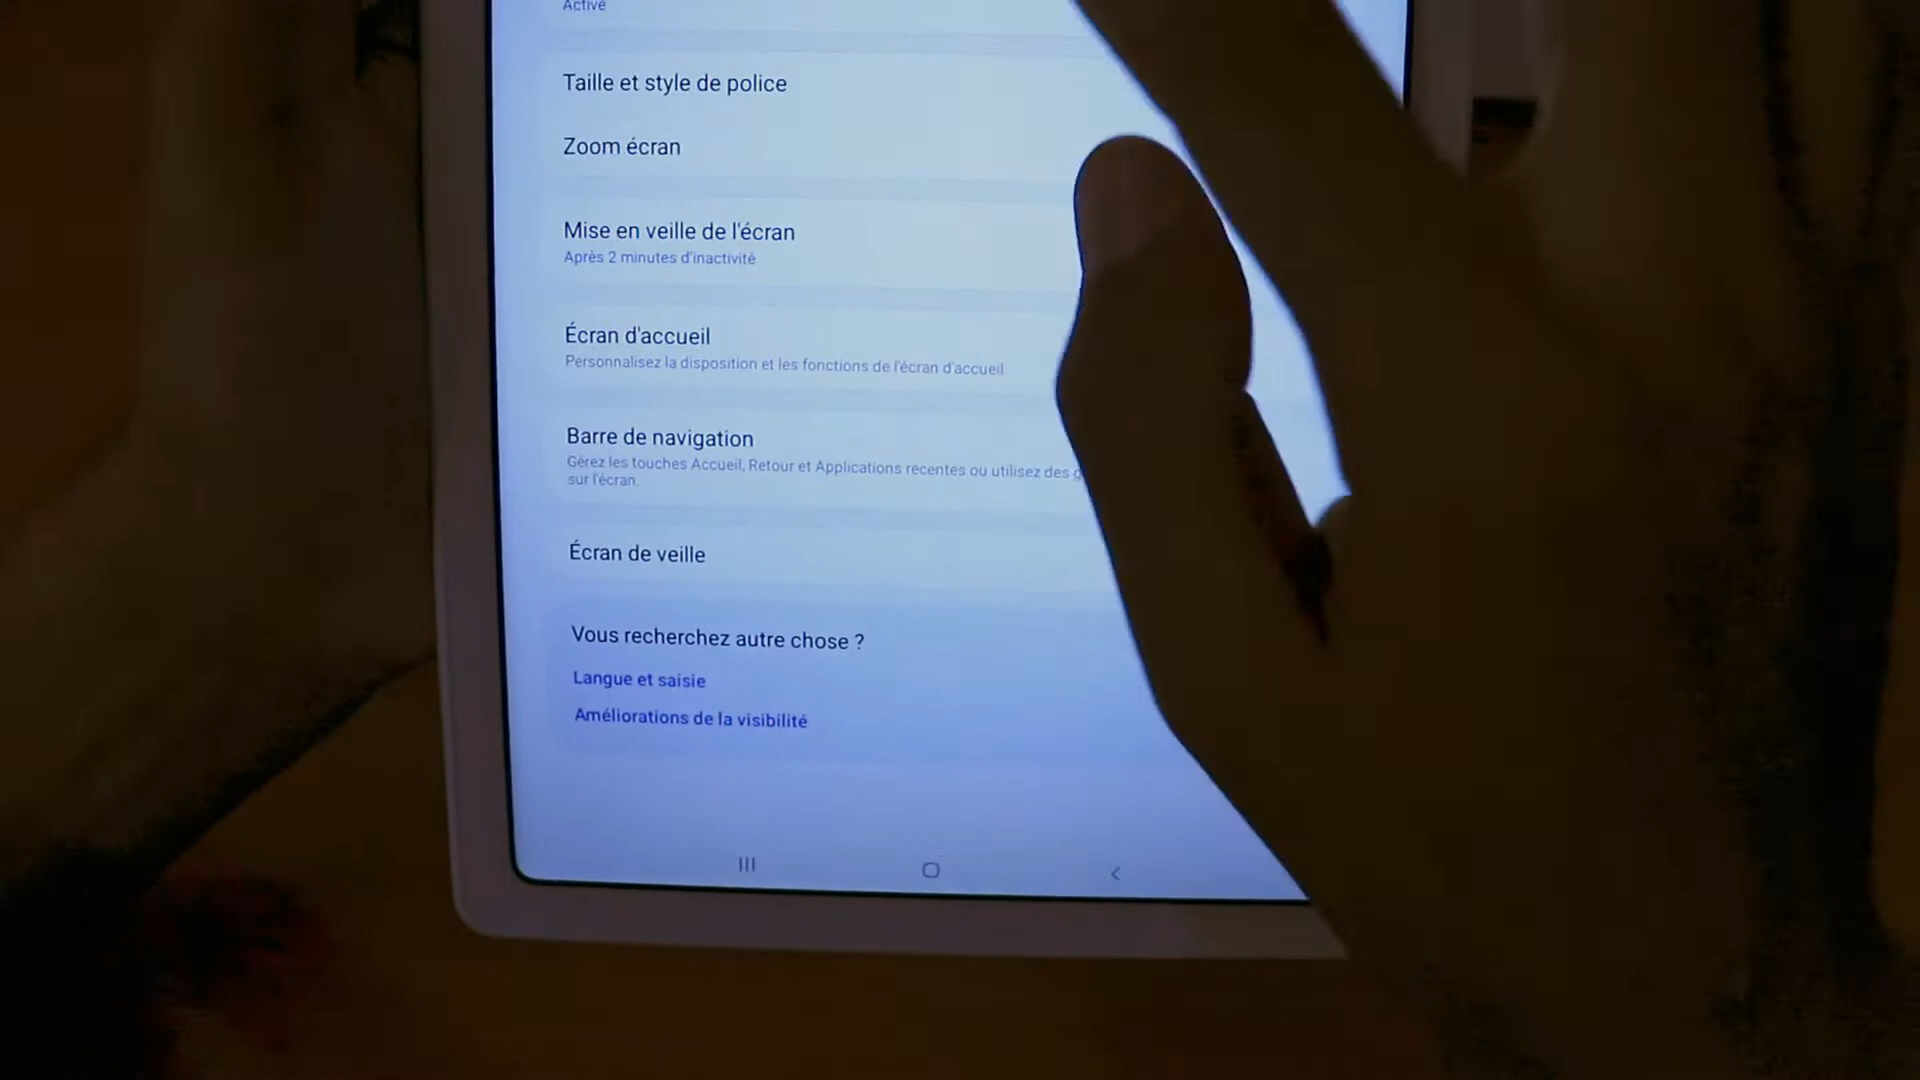 Activé
Taille et style de police
Zoom écran
Mise en veille de l'écran
Après 2 minutes d'inactivité
Écran d'accueil
Personnalisez la disposition et les fonctions de l'écran d'accueil.
Barre de navigation
Gérez les touches Accueil, Retour et Applications récentes ou utilisez des
sur l'écran.
Écran de veille
Vous recherchez autre chose ?
Langue et saisie
Améliorations de la visibilité